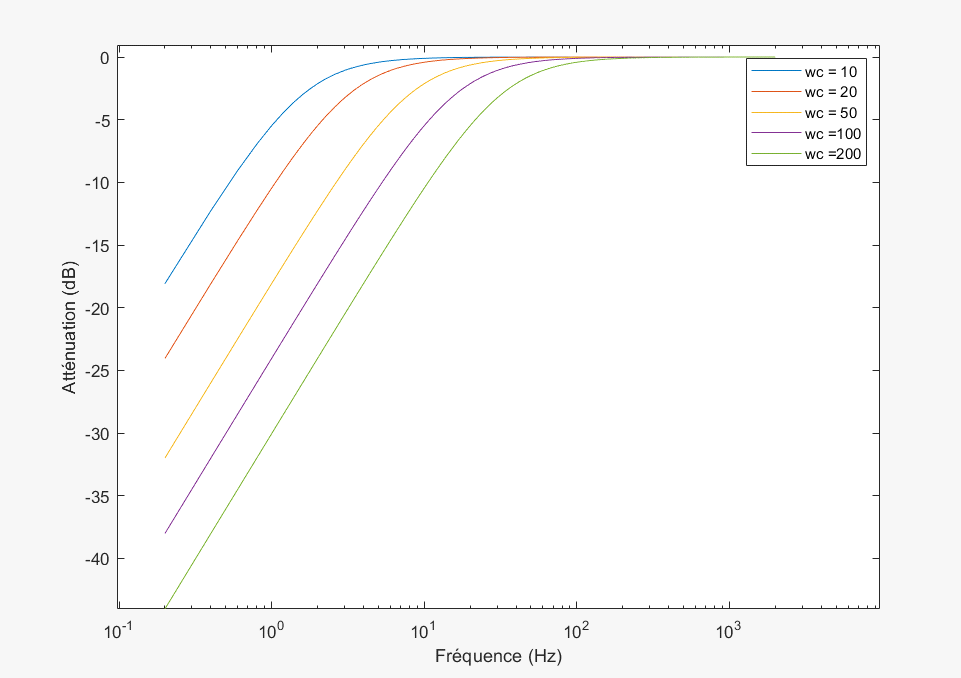 0
-5
-10
-15
-20
-25
-30
-35
-40
Atténuation (dB)
wc = 10
wc = 20
wc = 50
wc =100
wc =200
10^-1
10^0
10^1
10^2
10^3
Fréquence (Hz)